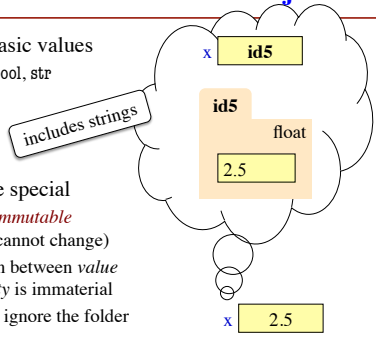 asic values
ool, str
includes strings
e special
mmutable
cannot change)
n between value
ty is immaterial
ignore the folder
x id5
id5
float
2.5
x 2.5